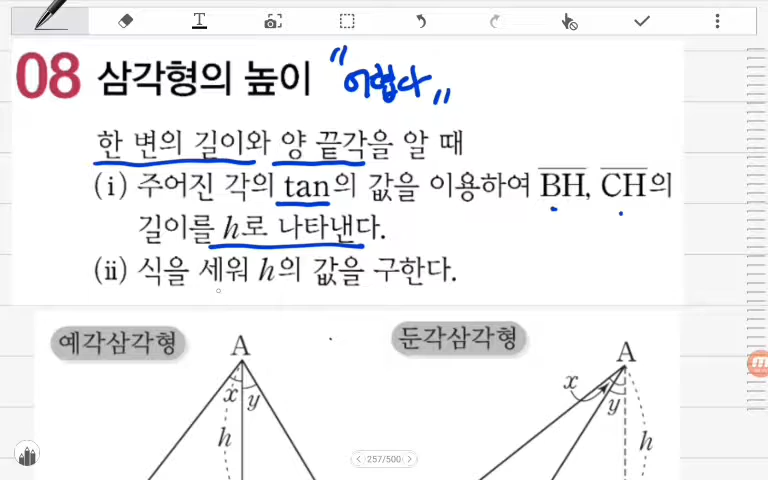 08 삼각형의 높이 "어렵다"
한 변의 길이와 양 끝각을 알 때
(i) 주어진 각의 tan의 값을 이용하여 BH, CH의
길이를 h로 나타낸다.
(ii) 식을 세워 h의 값을 구한다.
예각삼각형
둔각삼각형
A
x y
h
A
x
y
h
257/500